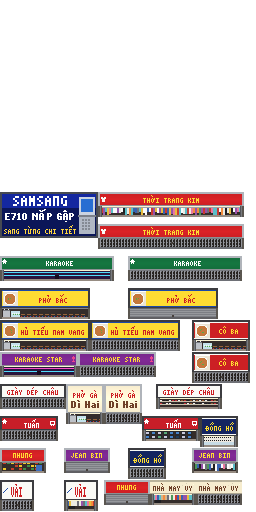 SAMSANG
E710 NẮP GẬP
SANG TỪNG CHI TIẾT
THỜI TRANG KIM
THỜI TRANG KIM
KARAOKE
KARAOKE
PHỞ BẮC
PHỞ BẮC
HỦ TIẾU NAM VANG
HỦ TIẾU NAM VANG
CÔ BA
KARAOKE STAR
KARAOKE STAR
CÔ BA
GIÀY DÉP CHÂU
PHỞ GÀ
Dì Hai
PHỞ GÀ
Dì Hai
GIÀY DÉP CHÂU
TUẤN
TUẤN
ĐỒNG HỒ
NHUNG
JEAN BIN
ĐỒNG HỒ
JEAN BIN
VẢI
VẢI
NHUNG
NHÀ MAY VY
NHÀ MAY VY